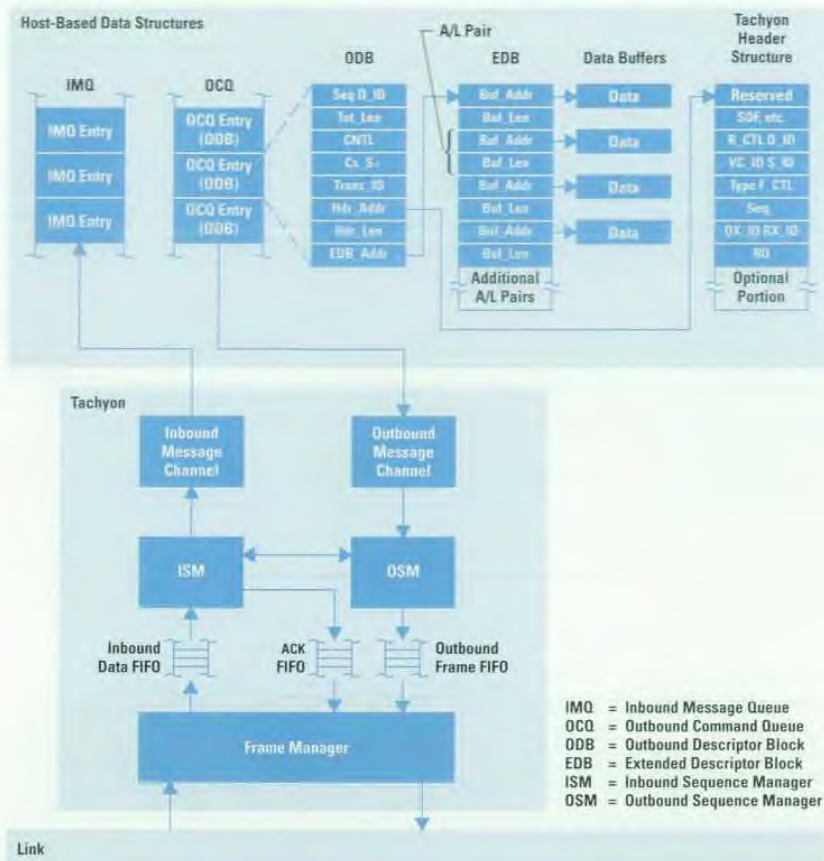 Host-Based Data Structures
A/L Pair
Tachyon
Header
Structure
IMQ
OCQ
ODB
EDB
Data Buffers
IMQ Entry
IMQ Entry
IMQ Entry
OCQ Entry
(ODB)
OCQ Entry
(ODB)
OCQ Entry
(ODB)
Seq D_ID
Tot_Len
CNTL
Cs_S
Trans_ID
Hdr_Addr
Hdr_Len
EDB_Addr
Buf_Addr
Buf_Len
Buf_Addr
Buf_Len
Buf_Addr
Buf_Len
Buf_Addr
Buf_Len
Additional
A/L Pairs
Data
Data
Data
Data
Reserved
SOF, etc.
R_CTL D_ID
VC_ID S_ID
Type F_CTL
Seq
OX_ID RX_ID
RO
Optional
Portion
Tachyon
Inbound
Message
Channel
Outbound
Message
Channel
ISM
OSM
Inbound
Data FIFO
ACK
FIFO
Outbound
Frame FIFO
Frame Manager
IMQ = Inbound Message Queue
OCQ = Outbound Command Queue
ODB = Outbound Descriptor Block
EDB = Extended Descriptor Block
ISM = Inbound Sequence Manager
OSM = Outbound Sequence Manager
Link